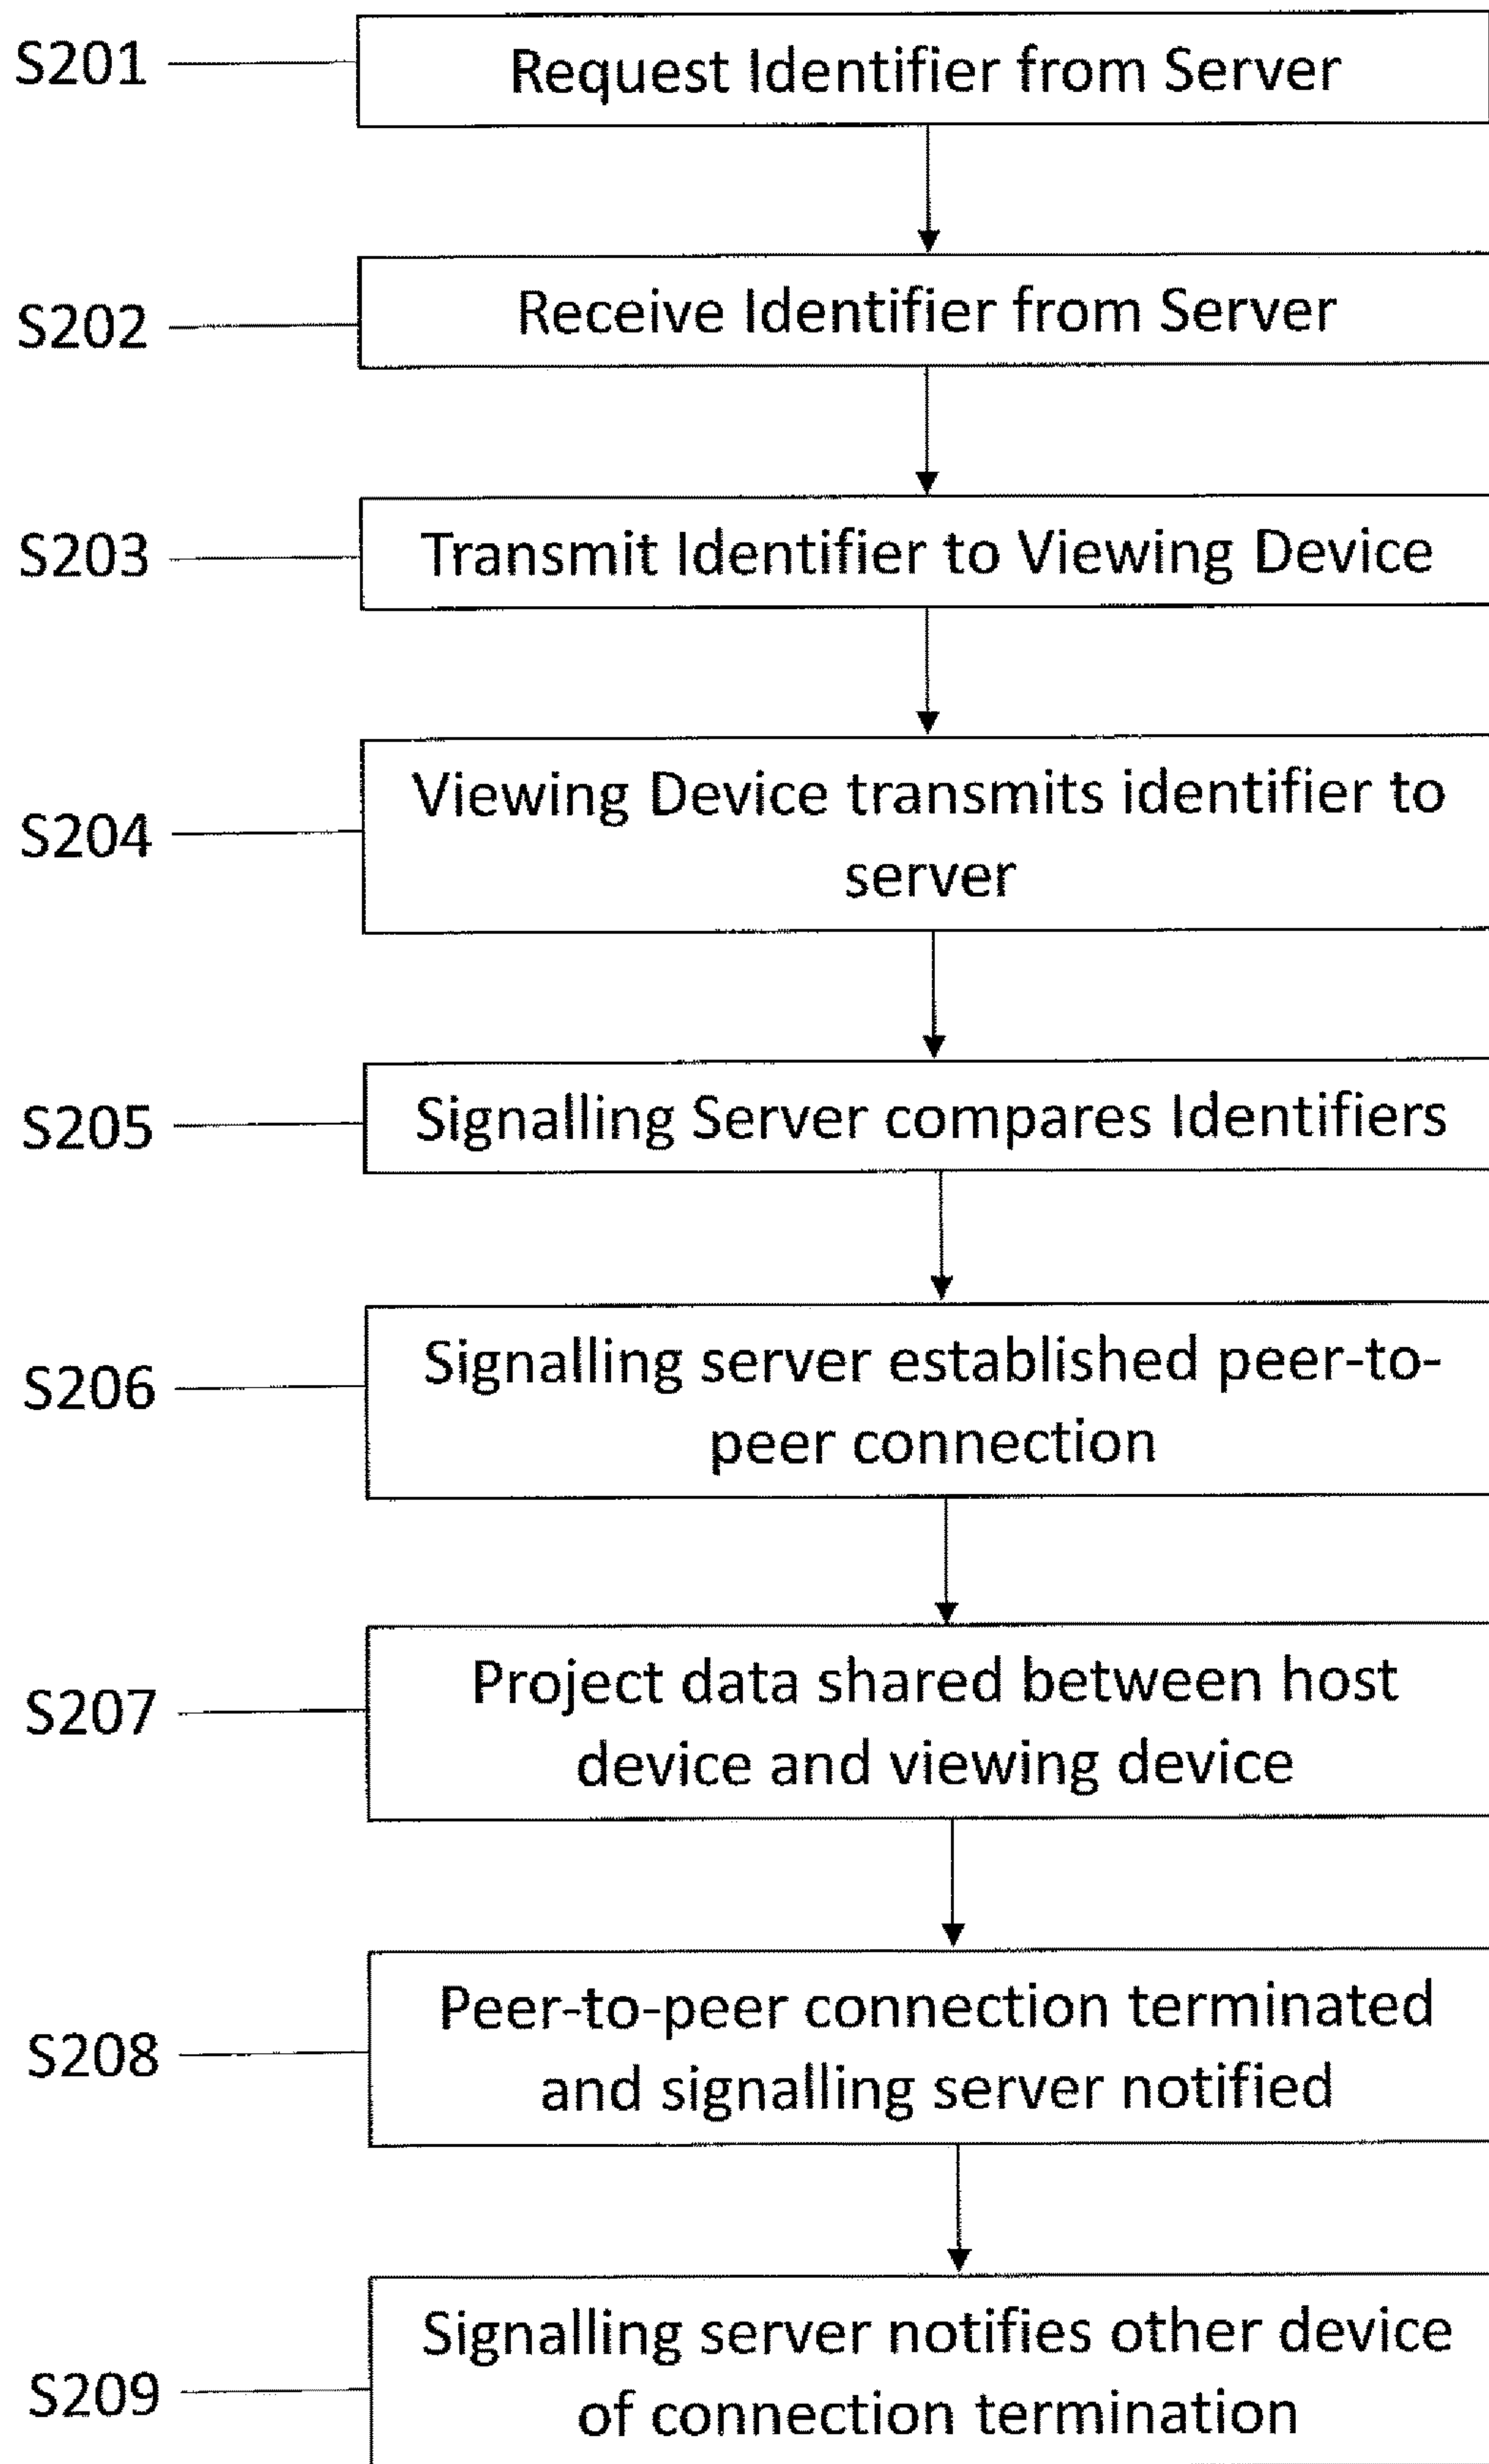 S201
Request Identifier from Server
S202
Receive Identifier from Server
S203
Transmit Identifier to Viewing Device
S204
Viewing Device transmits identifier to
server
S205
Signalling Server compares Identifiers
S206
Signalling server established peer-to-
peer connection
S207
Project data shared between host
device and viewing device
S208
Peer-to-peer connection terminated
and signalling server notified
S209
Signalling server notifies other device
of connection termination